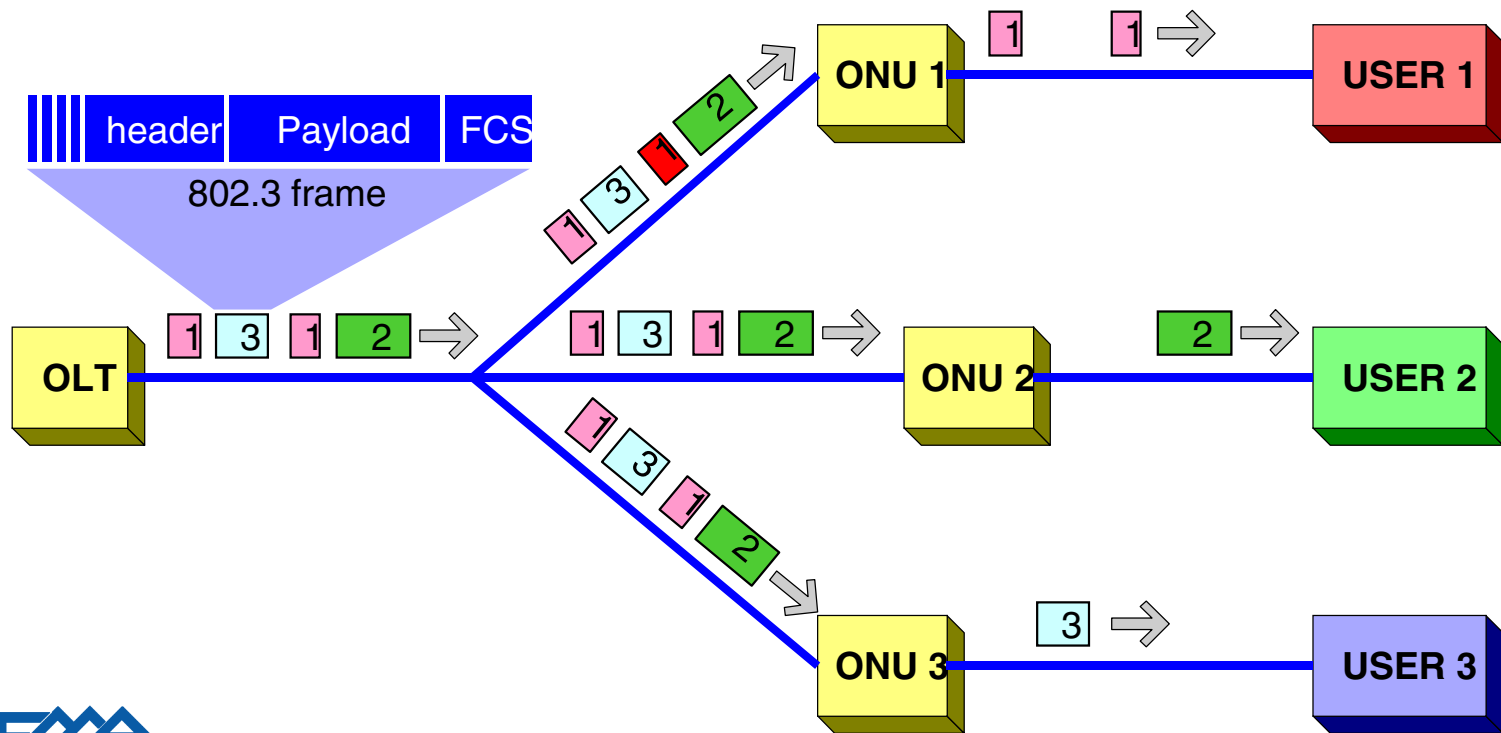 1 1
ONU 1 USER 1
header Payload FCS
802.3 frame
1 3 1 2
1 3 1 2
1 3 1 2
2
OLT
ONU 2 USER 2
1 3 1 2
3
ONU 3 USER 3